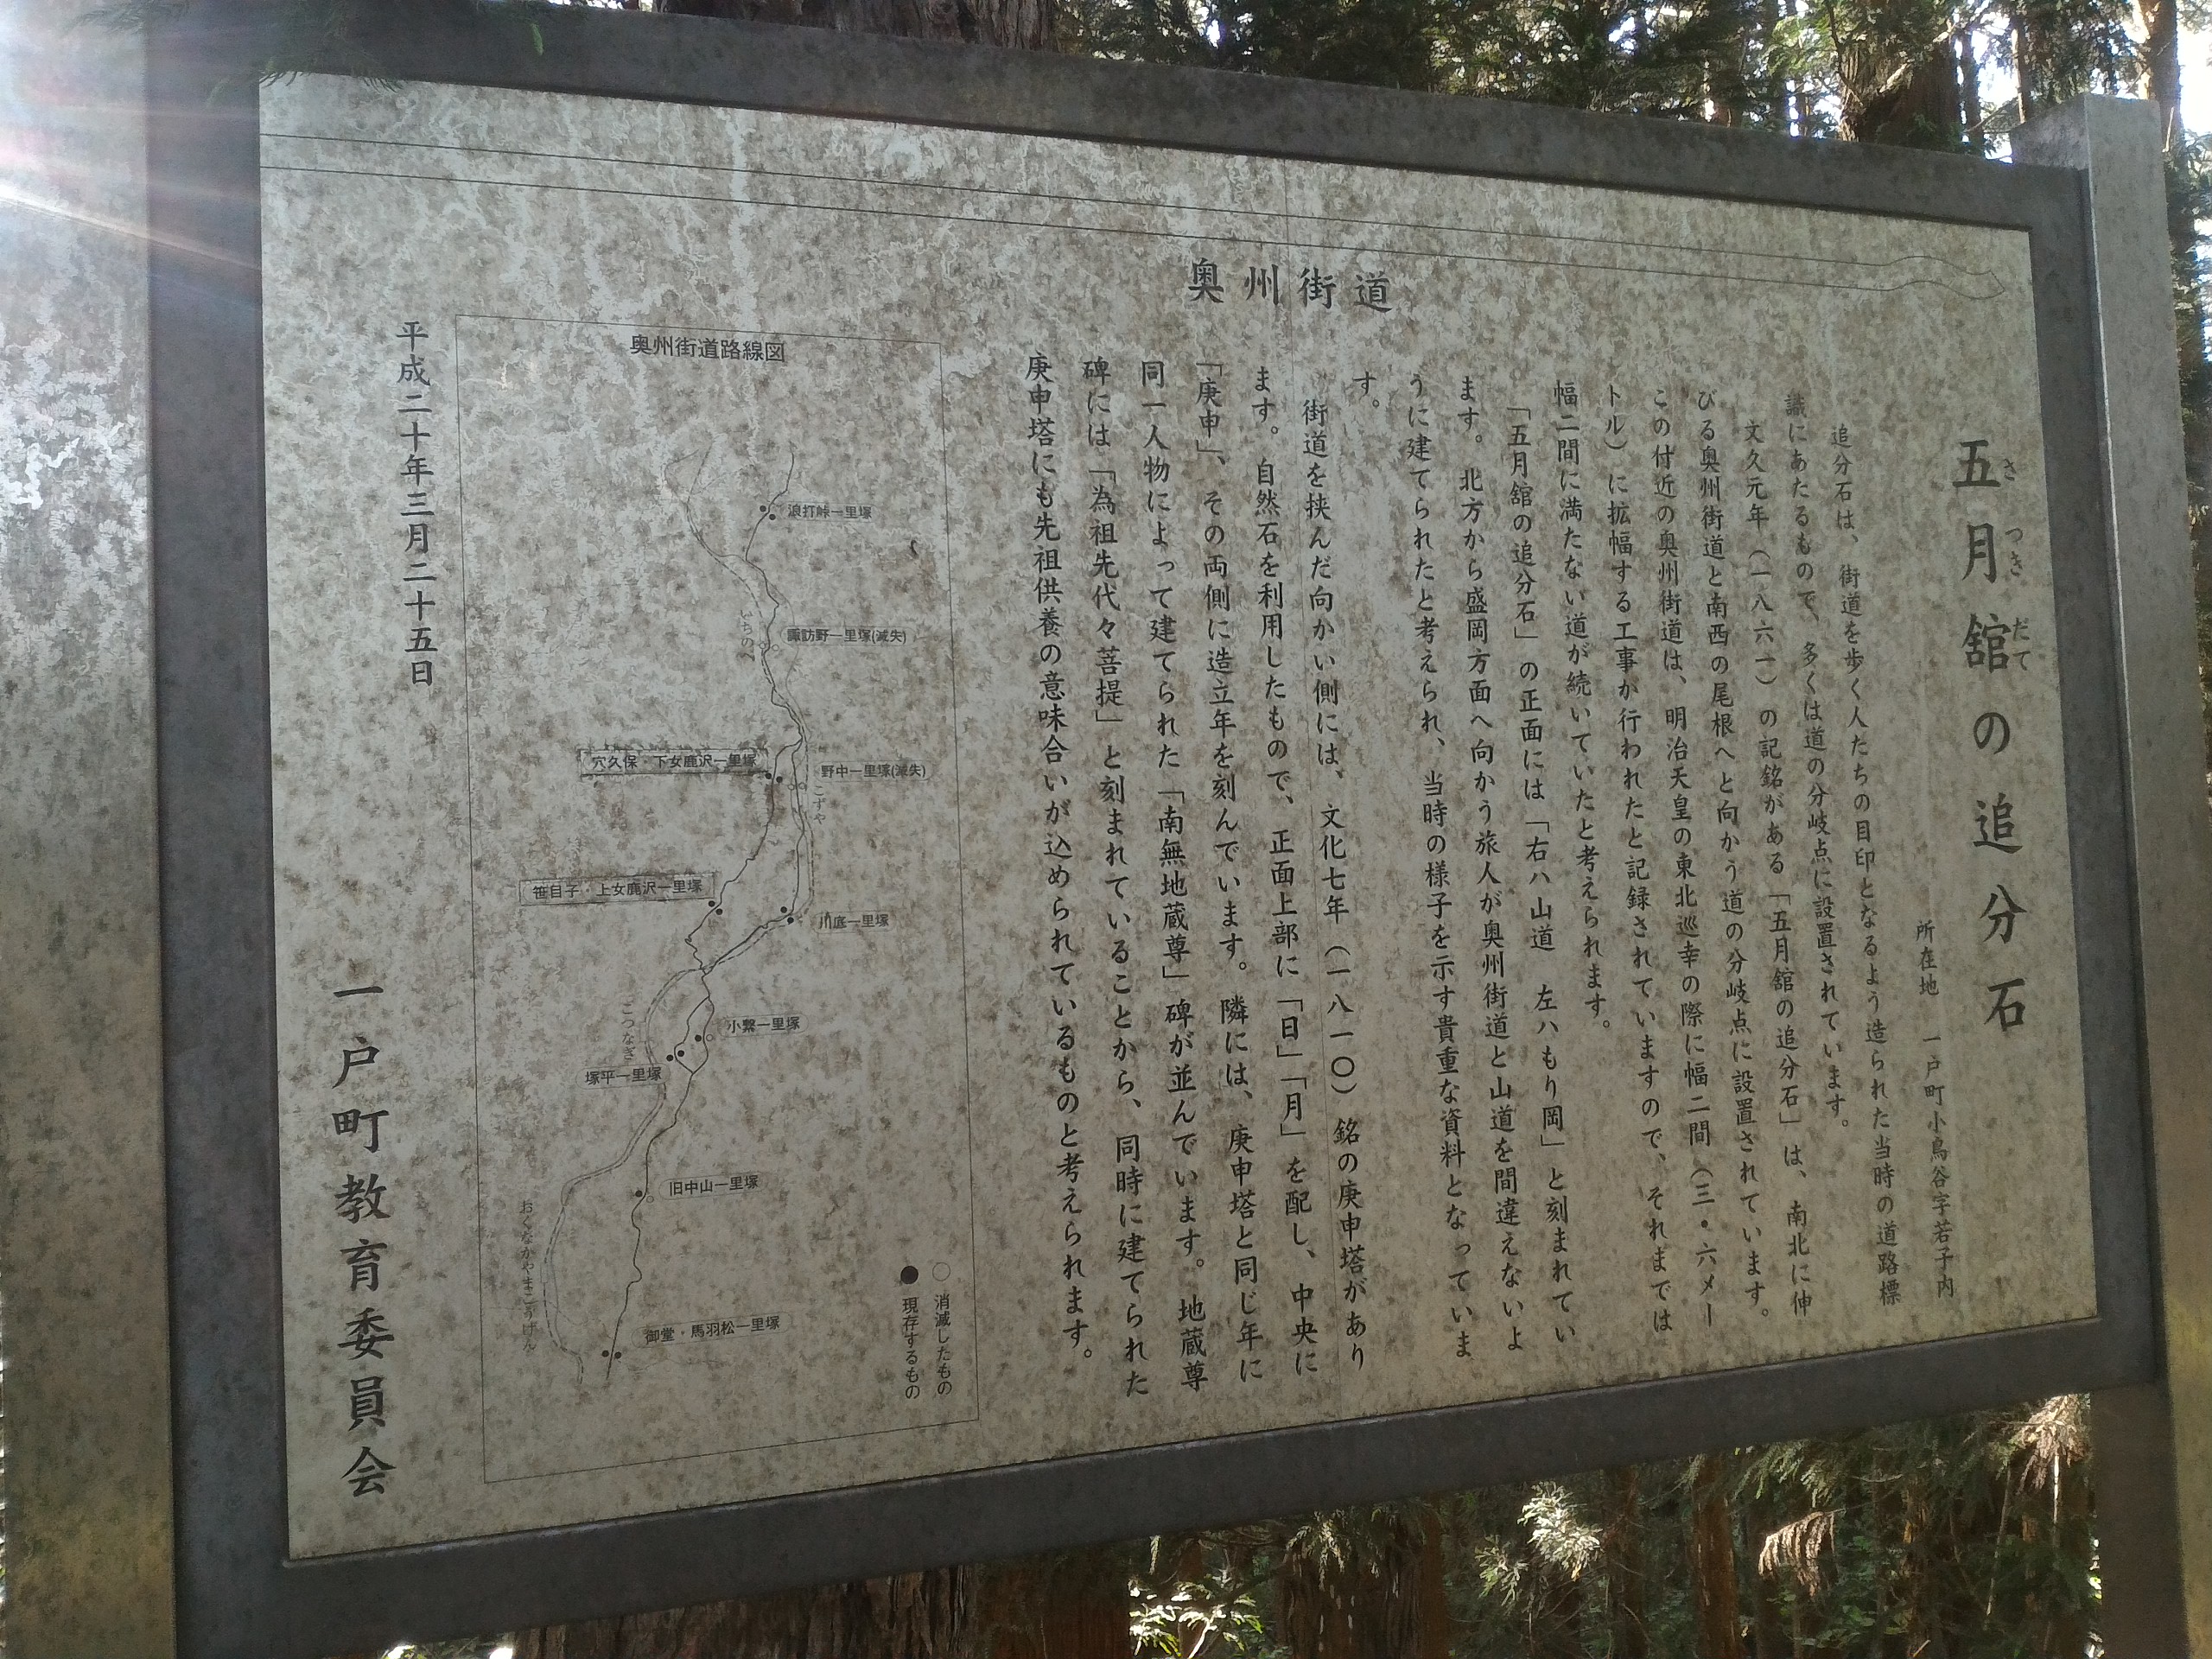 奥州街道
五月舘の追分石
さつきだて
所在地 一戸町小鳥谷字若子内
追分石は、街道を歩く人たちの目印となるよう造られた当時の道路標
識にあたるもので、多くは道の分岐点に設置されています。
文久元年（一八六一）の記銘がある「五月舘の追分石」は、南北に伸
びる奥州街道と南西の尾根へと向かう道の分岐点に設置されています。
この付近の奥州街道は、明治天皇の東北巡幸の際に幅二間（三・六メー
トル）に拡幅する工事が行われたと記録されていますので、それまでは
幅二間に満たない道が続いていたと考えられます。
「五月舘の追分石」の正面には「右ハ山道 左ハもり岡」と刻まれてい
ます。北方から盛岡方面へ向かう旅人が奥州街道と山道を間違えないよ
うに建てられたと考えられ、当時の様子を示す貴重な資料となっていま
す。
街道を挟んだ向かい側には、文化七年（一八一〇）銘の庚申塔があり
ます。自然石を利用したもので、正面上部に「日」「月」を配し、中央に
「庚申」、その両側に造立年を刻んでいます。隣には、庚申塔と同じ年に
同一人物によって建てられた「南無地蔵尊」碑が並んでいます。地蔵尊
碑には「為祖先代々菩提」と刻まれていることから、同時に建てられた
庚申塔にも先祖供養の意味合いが込められているものと考えられます。
奥州街道路線図
浪打峠一里塚
いちのへ
諏訪野一里塚(滅失)
穴久保・下女鹿沢一里塚
野中一里塚(滅失)
こずや
笹目子・上女鹿沢一里塚
川底一里塚
こつなぎ
小繋一里塚
塚平一里塚
旧中山一里塚
おくなかやまこうげん
御堂・馬羽松一里塚
○ 消滅したもの
● 現存するもの
平成二十年三月二十五日
一戸町教育委員会